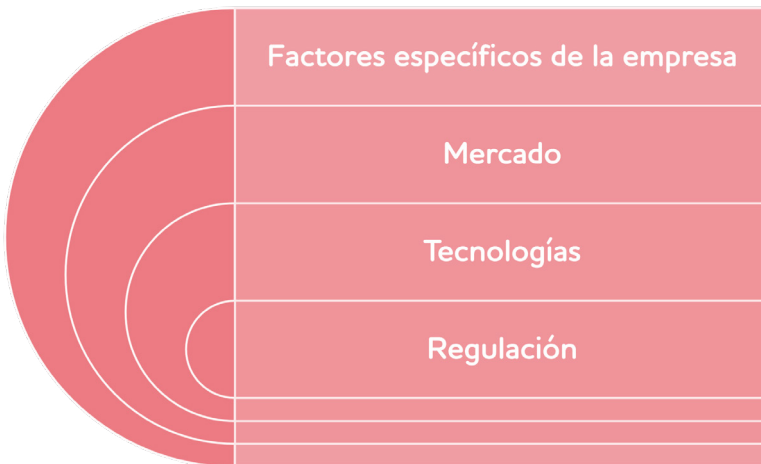 Factores específicos de la empresa
Mercado
Tecnologías
Regulación